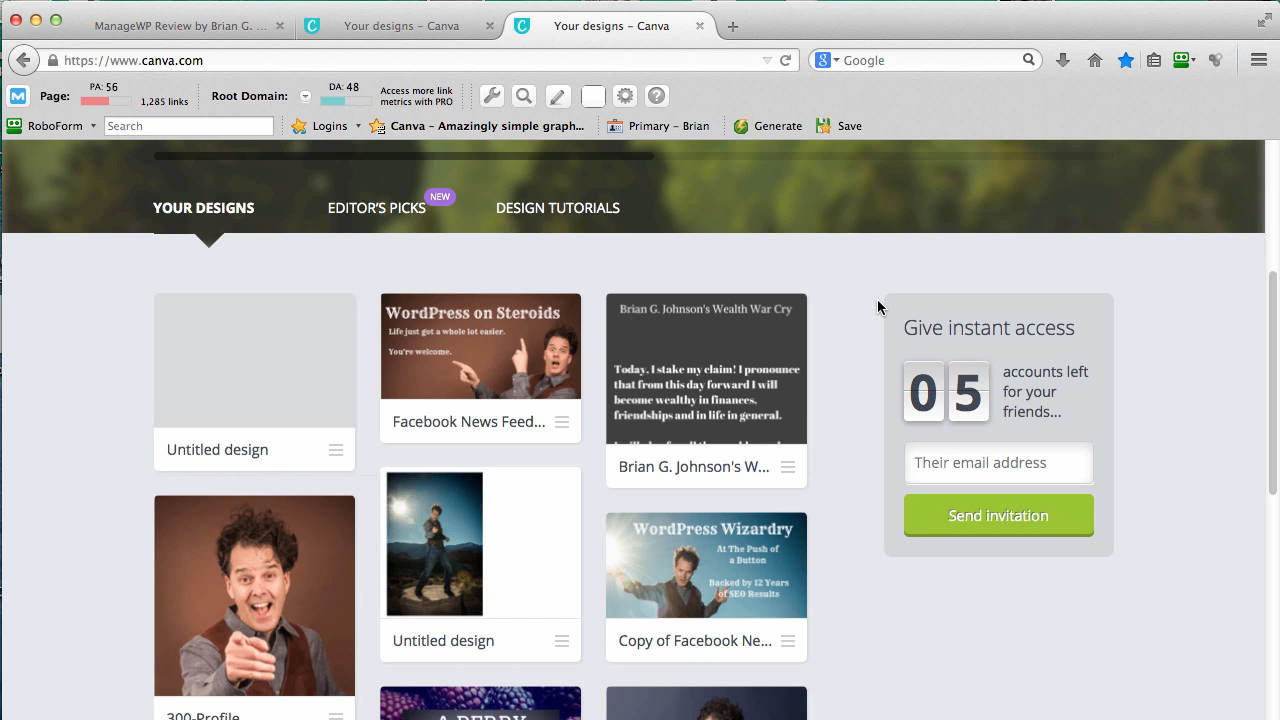 ManageWP Review by Brian G. ...
Your designs – Canva
Your designs – Canva
https://www.canva.com
Google
Page:
PA: 56
1,285 links
Root Domain:
DA: 48
Access more link
metrics with PRO
RoboForm
Search
Logins
Canva – Amazingly simple graph...
Primary – Brian
Generate
Save
YOUR DESIGNS
EDITOR'S PICKS
NEW
DESIGN TUTORIALS
Untitled design
300-Profile
WordPress on Steroids
Life just got a whole lot easier.
You're welcome.
Facebook News Feed...
Untitled design
Brian G. Johnson's Wealth War Cry
Today, I stake my claim! I pronounce
that from this day forward I will
become wealthy in finances,
friendships and in life in general.
Brian G. Johnson's W...
WordPress Wizardry
At The Push of
a Button
Backed by 12 Years
of SEO Results
Copy of Facebook Ne...
Give instant access
05
accounts left
for your
friends...
Their email address
Send invitation